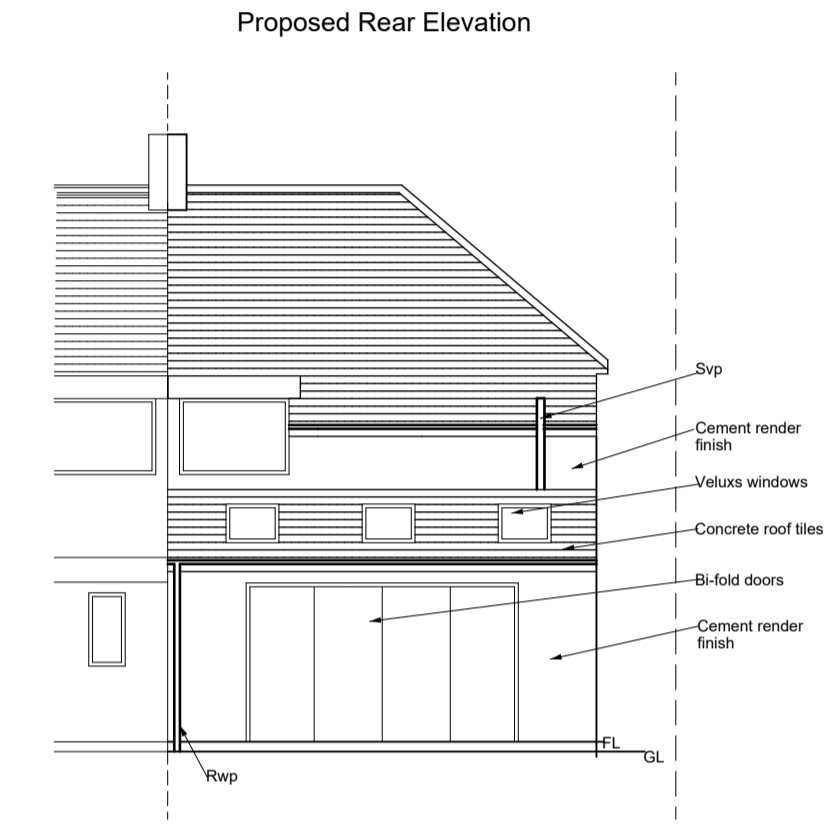 Proposed Rear Elevation
Svp
Cement render
finish
Veluxs windows
Concrete roof tiles
Bi-fold doors
Cement render
finish
FL
GL
Rwp